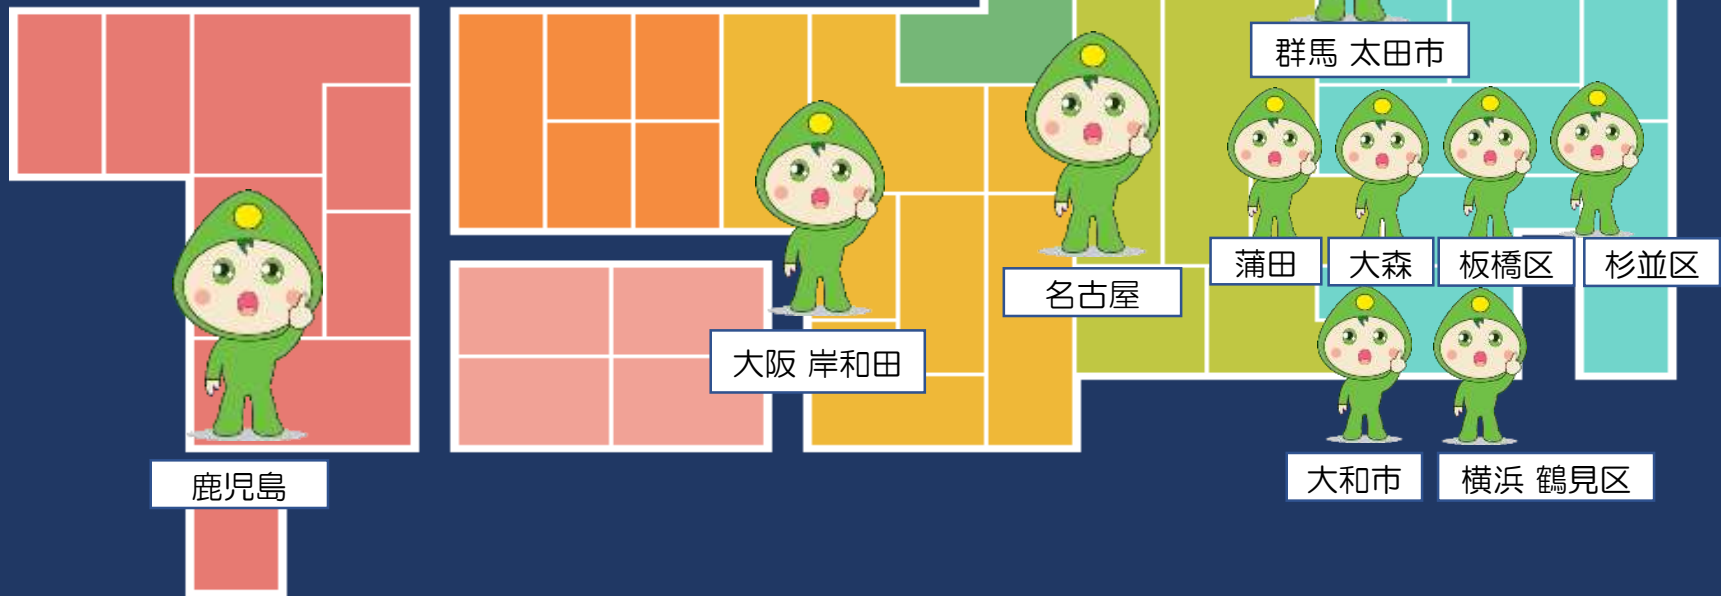 群馬 太田市
蒲田
大森
板橋区
杉並区
名古屋
大阪 岸和田
大和市
横浜 鶴見区
鹿児島